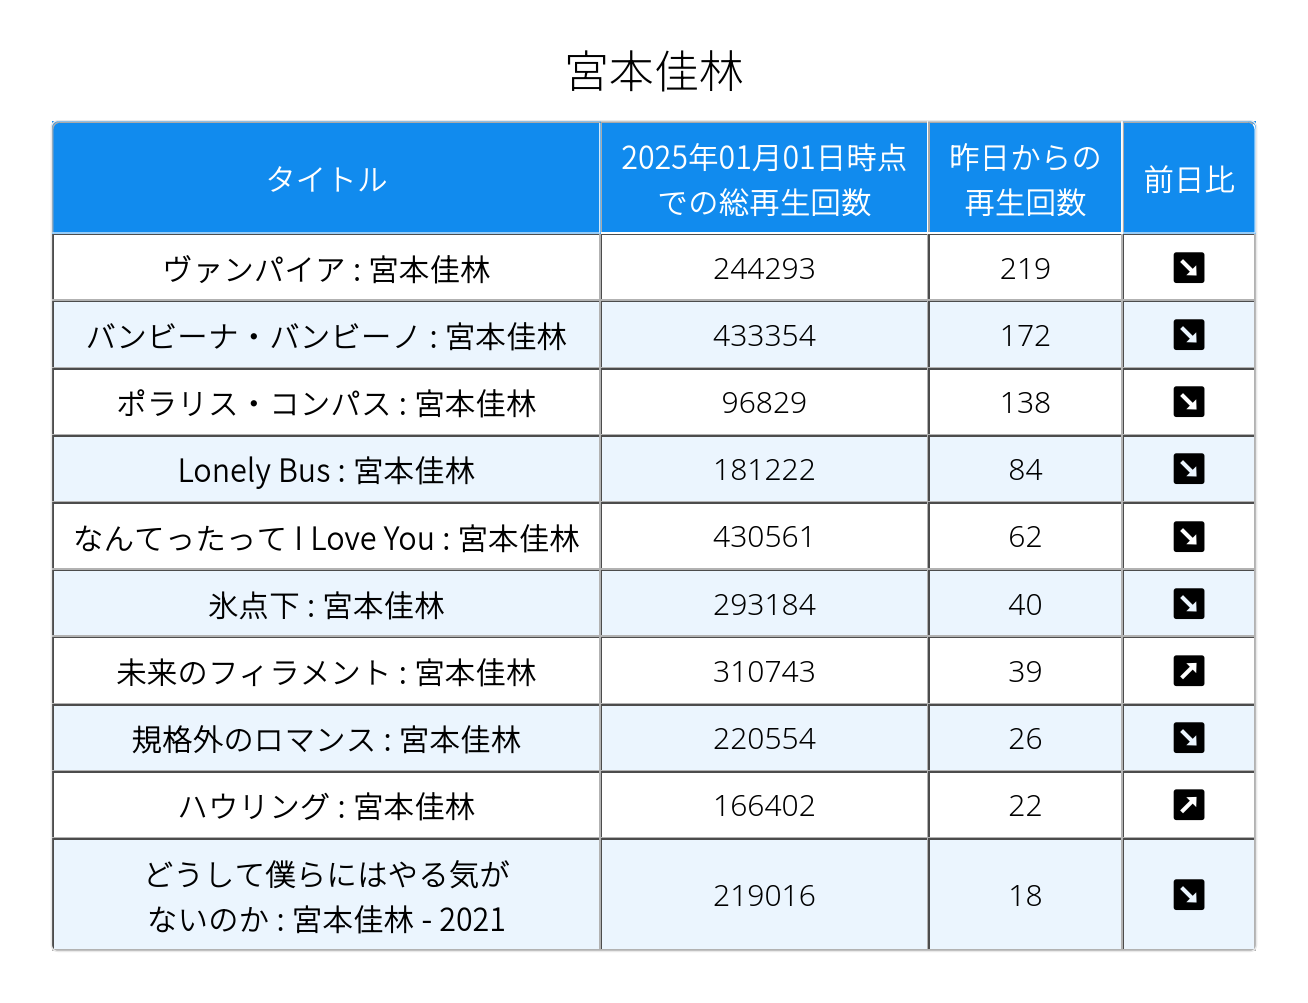 宮本佳林
タイトル
2025年01月01日時点
での総再生回数
昨日からの
再生回数
前日比
ヴァンパイア : 宮本佳林
244293
219
バンビーナ・バンビーノ : 宮本佳林
433354
172
ポラリス・コンパス : 宮本佳林
96829
138
Lonely Bus : 宮本佳林
181222
84
なんてったって I Love You : 宮本佳林
430561
62
氷点下 : 宮本佳林
293184
40
未来のフィラメント : 宮本佳林
310743
39
規格外のロマンス : 宮本佳林
220554
26
ハウリング : 宮本佳林
166402
22
どうして僕らにはやる気が
ないのか : 宮本佳林 - 2021
219016
18